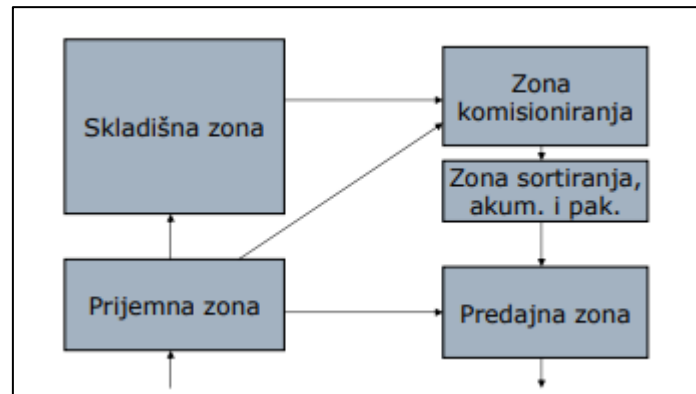 Skladišna zona
Zona
komisioniranja
Zona sortiranja,
akum. i pak.
Prijemna zona
Predajna zona